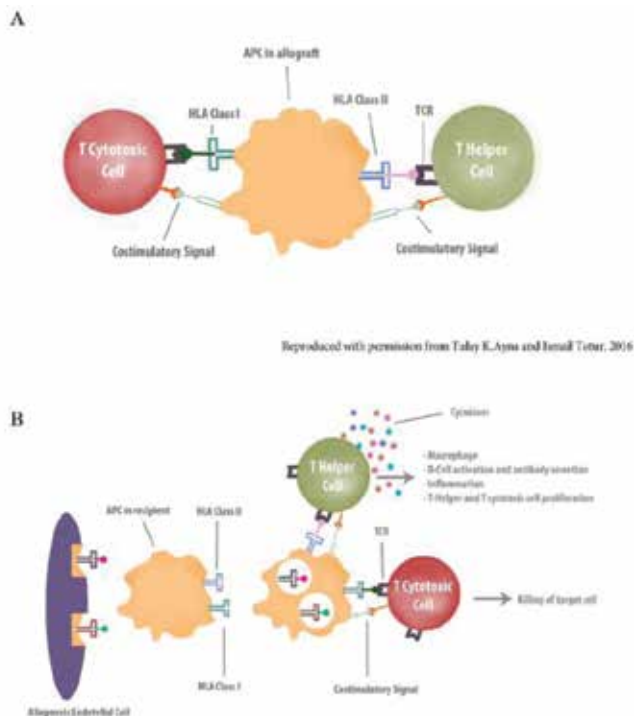 A
APC in allograft
HLA Class I
HLA Class II
TCR
T Cytotoxic
Cell
T Helper
Cell
Costimulatory Signal
Costimulatory Signal
Reproduced with permission from K.Ayna and Ismail 2016
B
Cytokines
T Helper
Cell
- Macrophage
- B-Cell activation and antibody secretion
- Inflammation
- T-Helper and T cytotoxic cell proliferation
APC in recipient
HLA Class II
TCR
T Cytotoxic
Cell
Killing of target cell
HLA Class I
Costimulatory Signal
Allogeneic Endotelial Cell